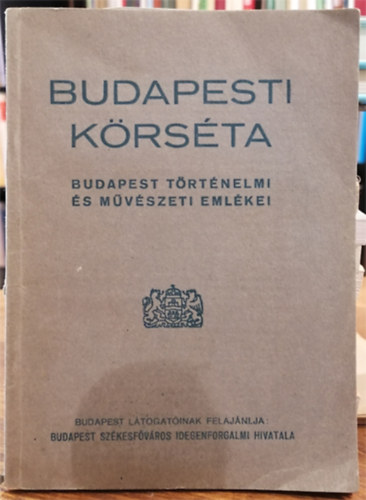 BUDAPESTI
KÖRSÉTA
BUDAPEST TÖRTÉNELMI
ÉS MŰVÉSZETI EMLÉKEI
BUDAPEST LÁTOGATÓINAK FELAJÁNLJA:
BUDAPEST SZÉKESFŐVÁROS IDEGENFORGALMI HIVATALA